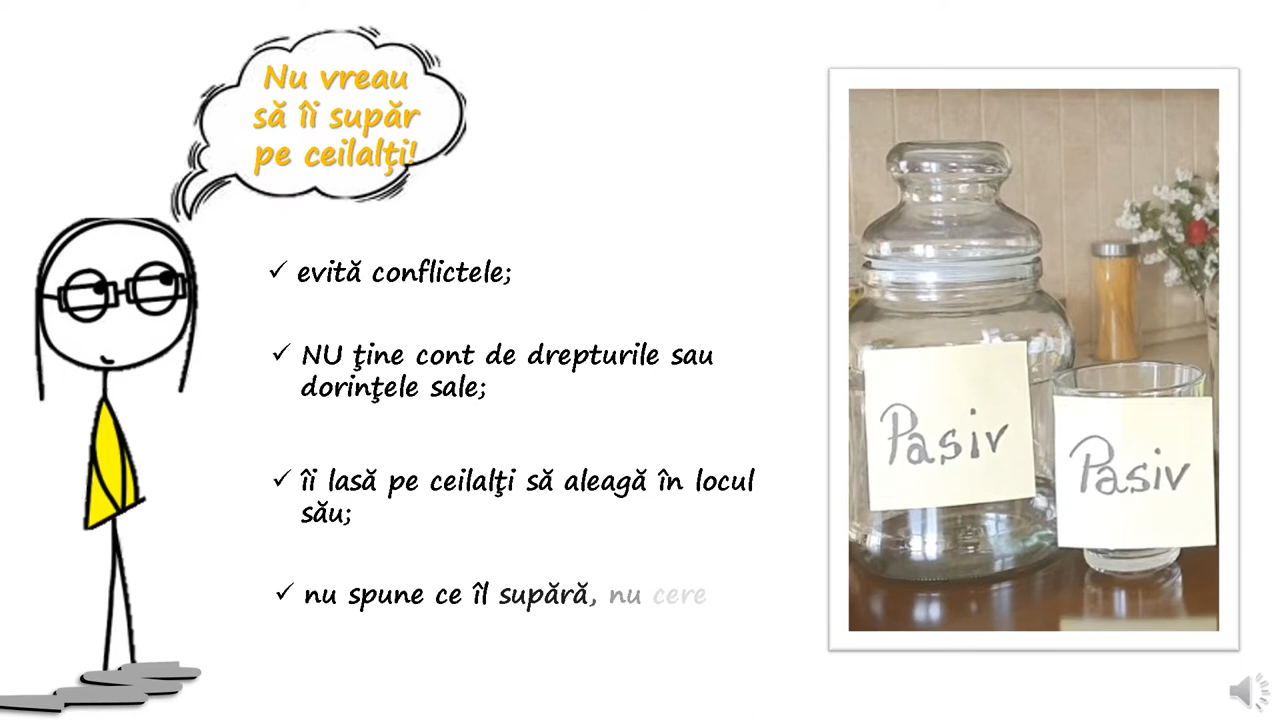 Nu vreau
să îi supăr
pe ceilalţi!
evită conflictele;
NU ţine cont de drepturile sau
dorinţele sale;
îi lasă pe ceilalţi să aleagă în locul
său;
nu spune ce îl supără, nu cere
Pasiv
Pasiv